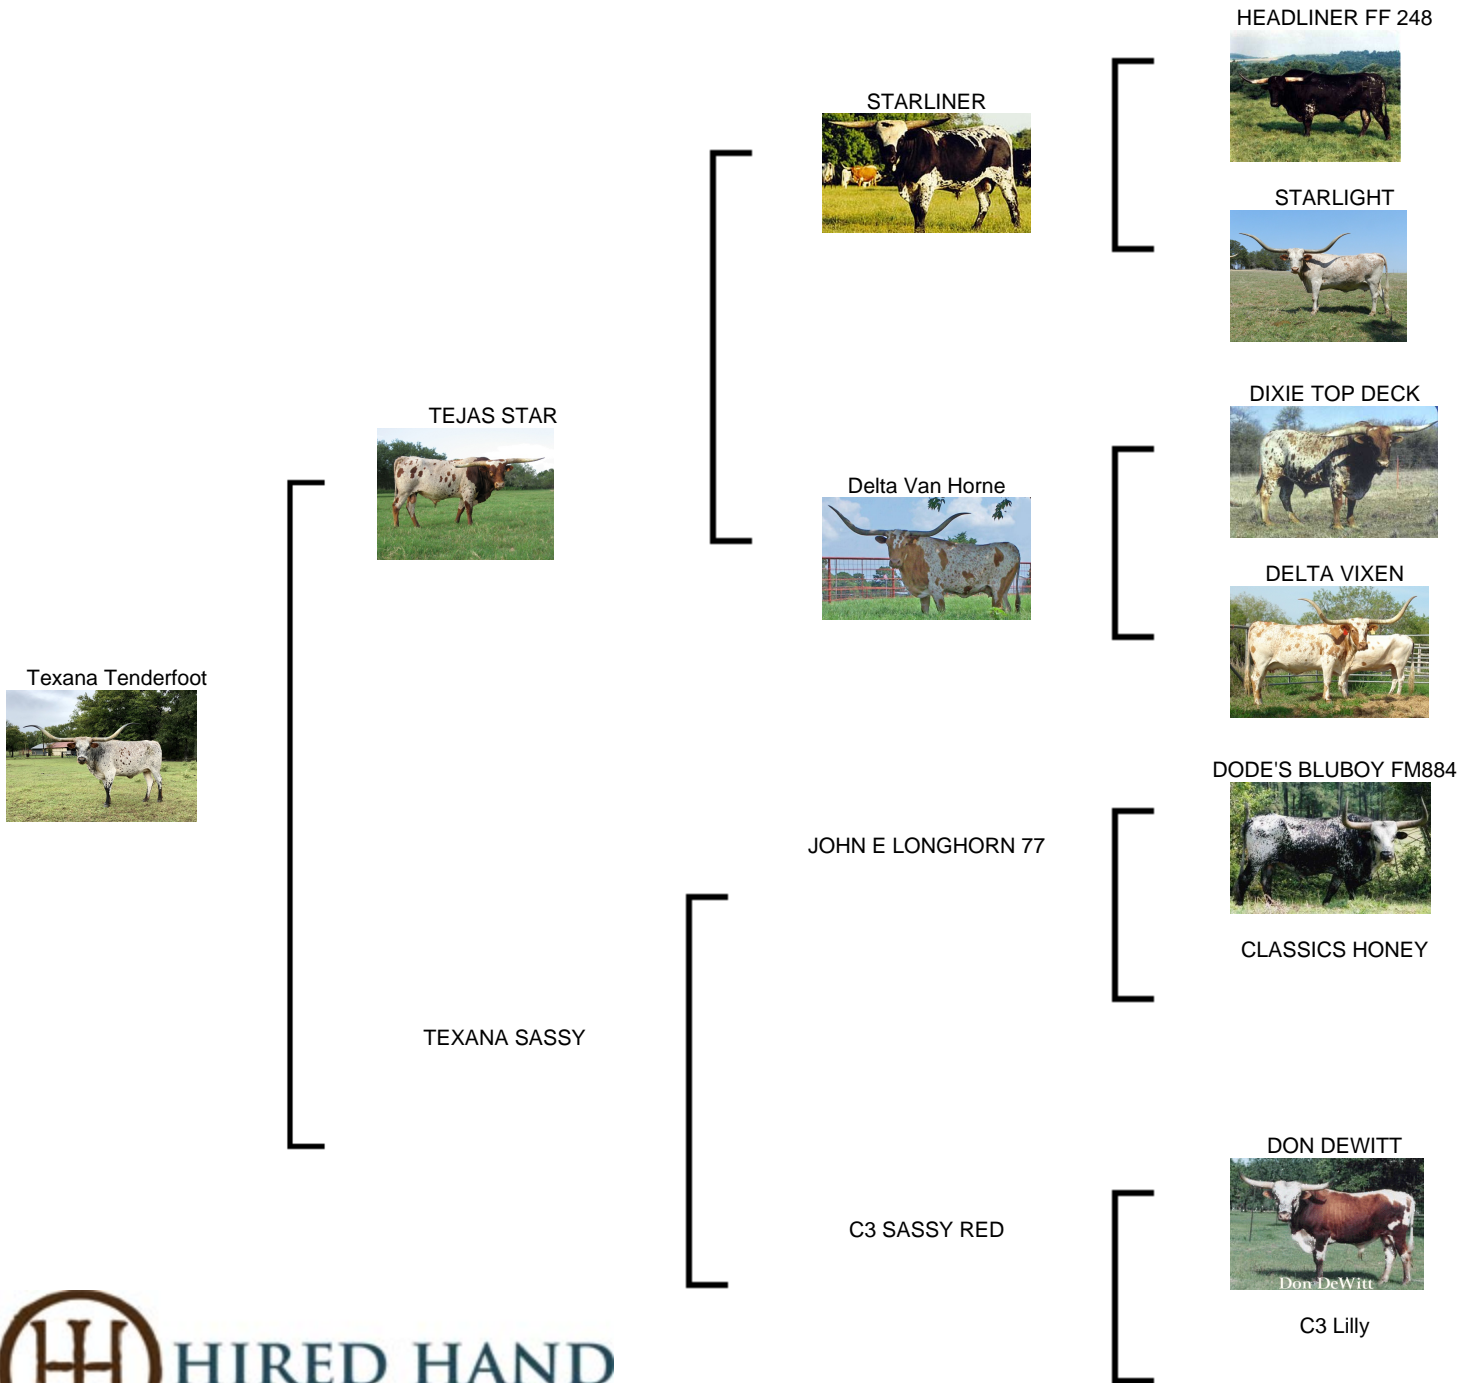 HEADLINER FF 248
STARLINER
STARLIGHT
DIXIE TOP DECK
TEJAS STAR
Delta Van Horne
DELTA VIXEN
Texana Tenderfoot
DODE'S BLUBOY FM884
JOHN E LONGHORN 77
CLASSICS HONEY
TEXANA SASSY
DON DEWITT
C3 SASSY RED
Don DeWitt
C3 Lilly
HIRED HAND